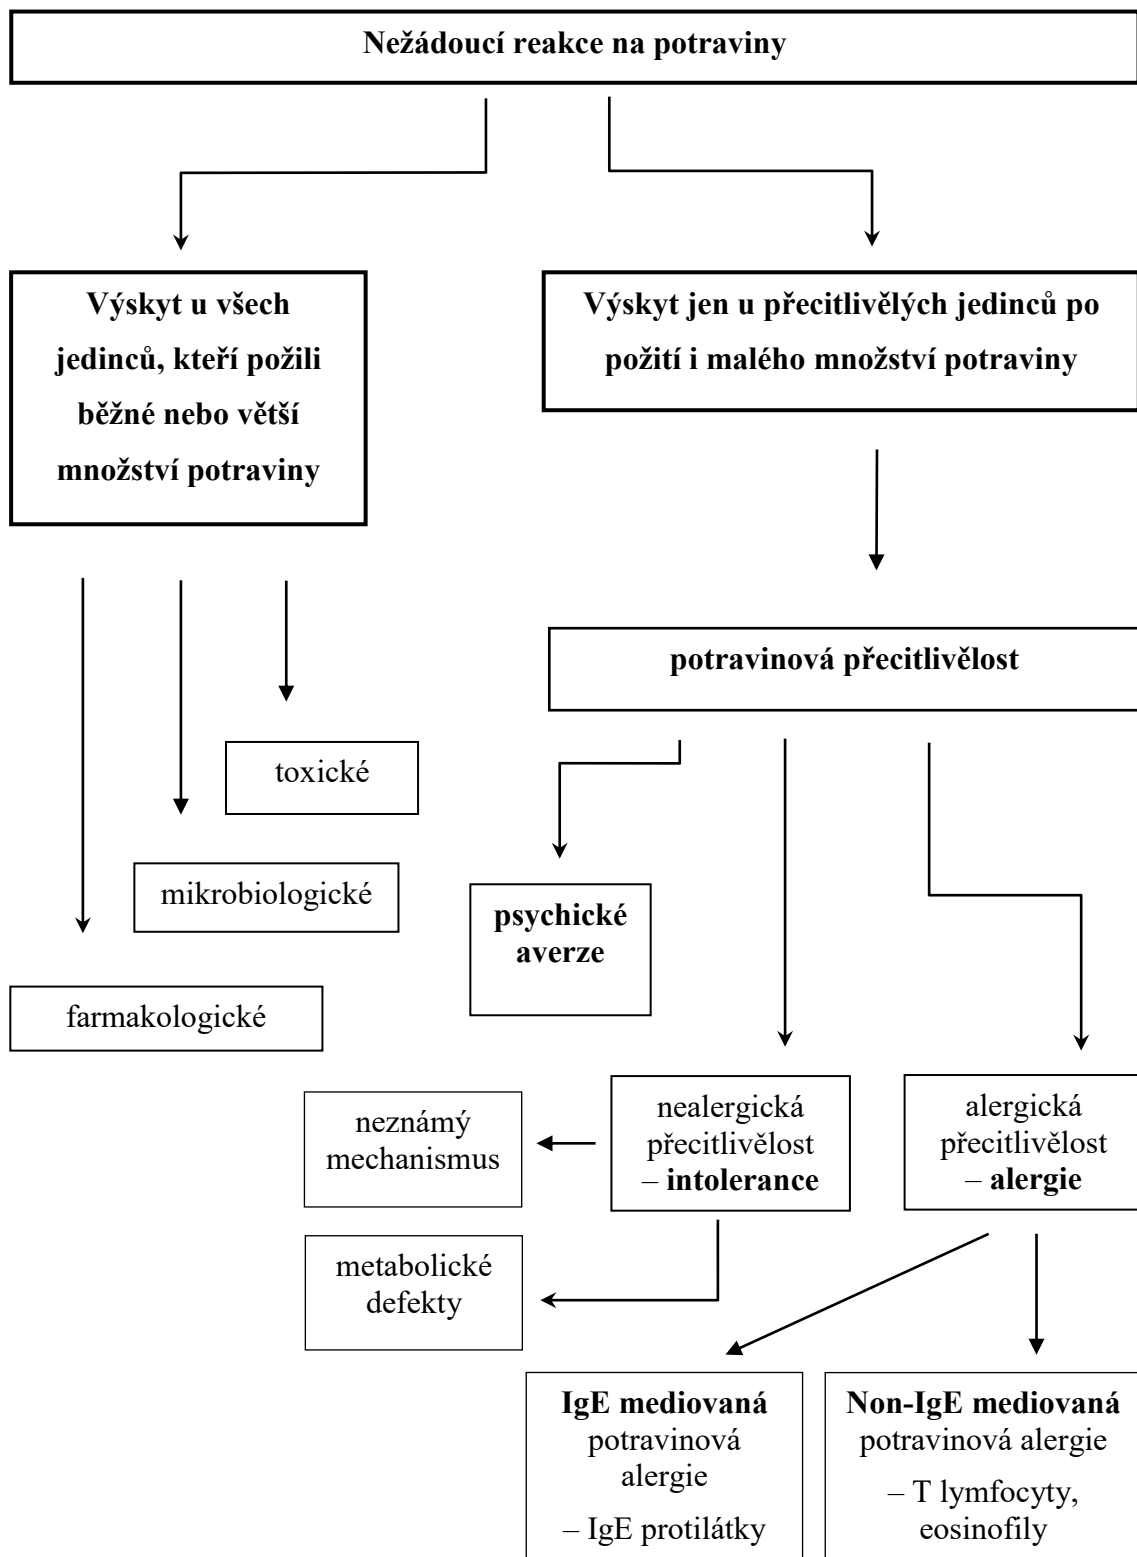 Nežádoucí reakce na potraviny
Výskyt u všech
jedinců, kteří požili
běžné nebo větší
množství potraviny
Výskyt jen u přecitlivělých jedinců po
požití i malého množství potraviny
potravinová přecitlivělost
toxické
mikrobiologické
farmakologické
psychické
averze
neznámý
mechanismus
nealergická
přecitlivělost
– intolerance
alergická
přecitlivělost
– alergie
metabolické
defekty
IgE mediovaná
potravinová
alergie
– IgE protilátky
Non-IgE mediovaná
potravinová alergie
– T lymfocyty,
eosinofily